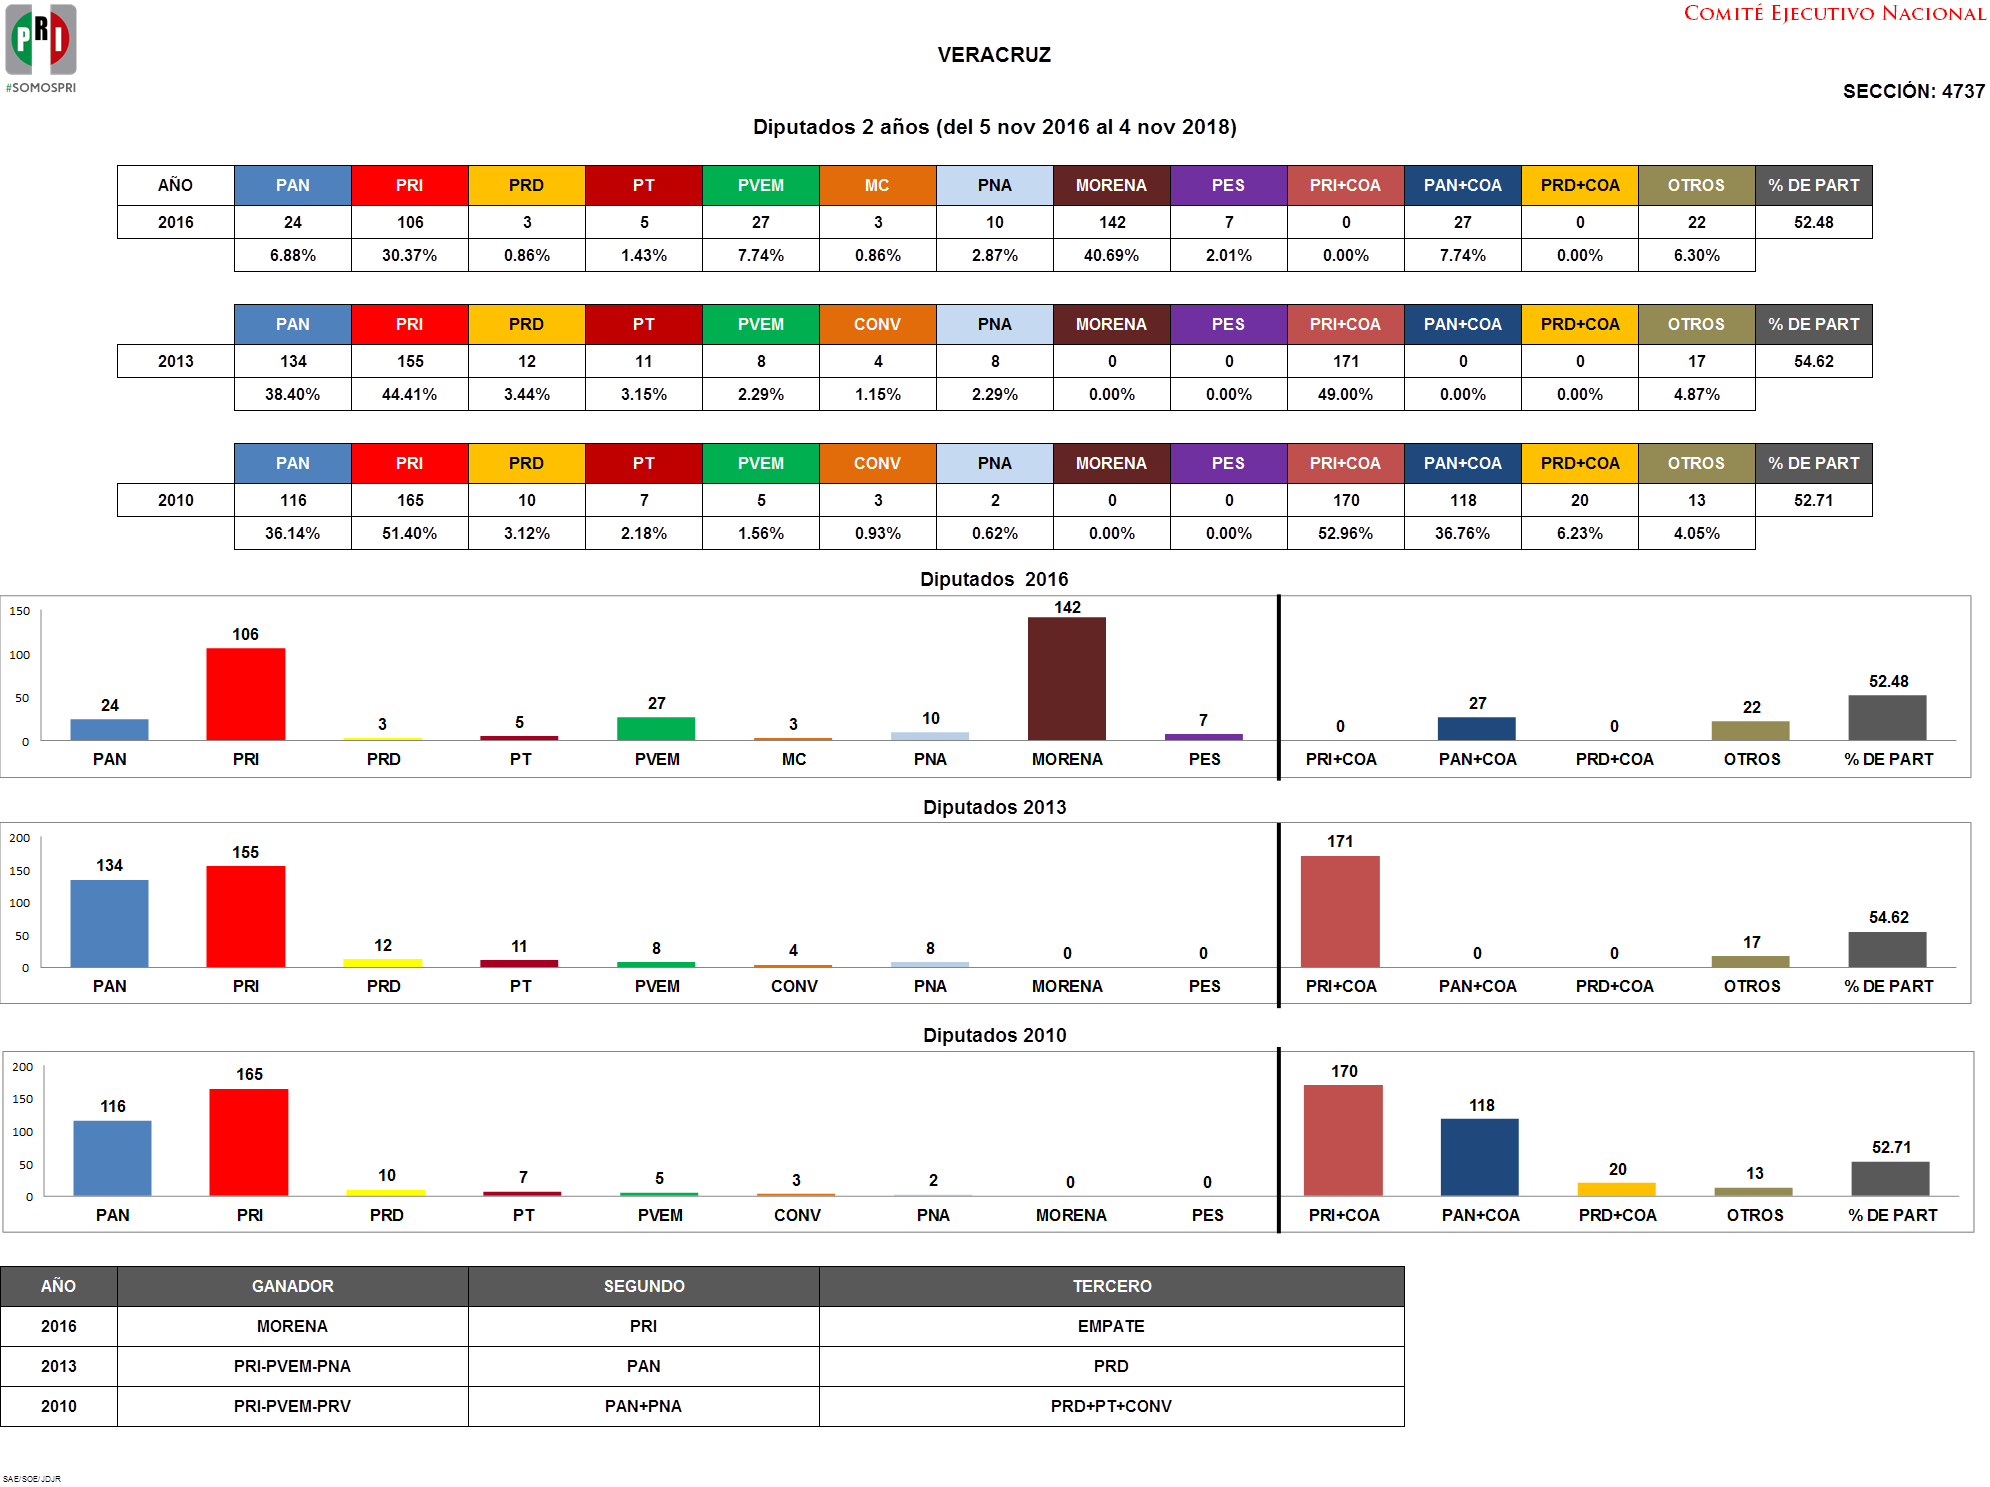 PRI
#SOMOSPRI
COMITÉ EJECUTIVO NACIONAL
VERACRUZ
SECCIÓN: 4737
Diputados 2 años (del 5 nov 2016 al 4 nov 2018)
AÑO PAN PRI PRD PT PVEM MC PNA MORENA PES PRI+COA PAN+COA PRD+COA OTROS % DE PART
2016 24 106 3 5 27 3 10 142 7 0 27 0 22 52.48
6.88% 30.37% 0.86% 1.43% 7.74% 0.86% 2.87% 40.69% 2.01% 0.00% 7.74% 0.00% 6.30%
PAN PRI PRD PT PVEM CONV PNA MORENA PES PRI+COA PAN+COA PRD+COA OTROS % DE PART
2013 134 155 12 11 8 4 8 0 0 171 0 0 17 54.62
38.40% 44.41% 3.44% 3.15% 2.29% 1.15% 2.29% 0.00% 0.00% 49.00% 0.00% 0.00% 4.87%
PAN PRI PRD PT PVEM CONV PNA MORENA PES PRI+COA PAN+COA PRD+COA OTROS % DE PART
2010 116 165 10 7 5 3 2 0 0 170 118 20 13 52.71
36.14% 51.40% 3.12% 2.18% 1.56% 0.93% 0.62% 0.00% 0.00% 52.96% 36.76% 6.23% 4.05%
Diputados 2016
150
100
50
0
24 106 3 5 27 3 10 142 7 0 27 0 22 52.48
PAN PRI PRD PT PVEM MC PNA MORENA PES PRI+COA PAN+COA PRD+COA OTROS % DE PART
Diputados 2013
200
150
100
50
0
134 155 12 11 8 4 8 0 0 171 0 0 17 54.62
PAN PRI PRD PT PVEM CONV PNA MORENA PES PRI+COA PAN+COA PRD+COA OTROS % DE PART
Diputados 2010
200
150
100
50
0
116 165 10 7 5 3 2 0 0 170 118 20 13 52.71
PAN PRI PRD PT PVEM CONV PNA MORENA PES PRI+COA PAN+COA PRD+COA OTROS % DE PART
AÑO GANADOR SEGUNDO TERCERO
2016 MORENA PRI EMPATE
2013 PRI-PVEM-PNA PAN PRD
2010 PRI-PVEM-PRV PAN+PNA PRD+PT+CONV
SAE/SOE/JDJR